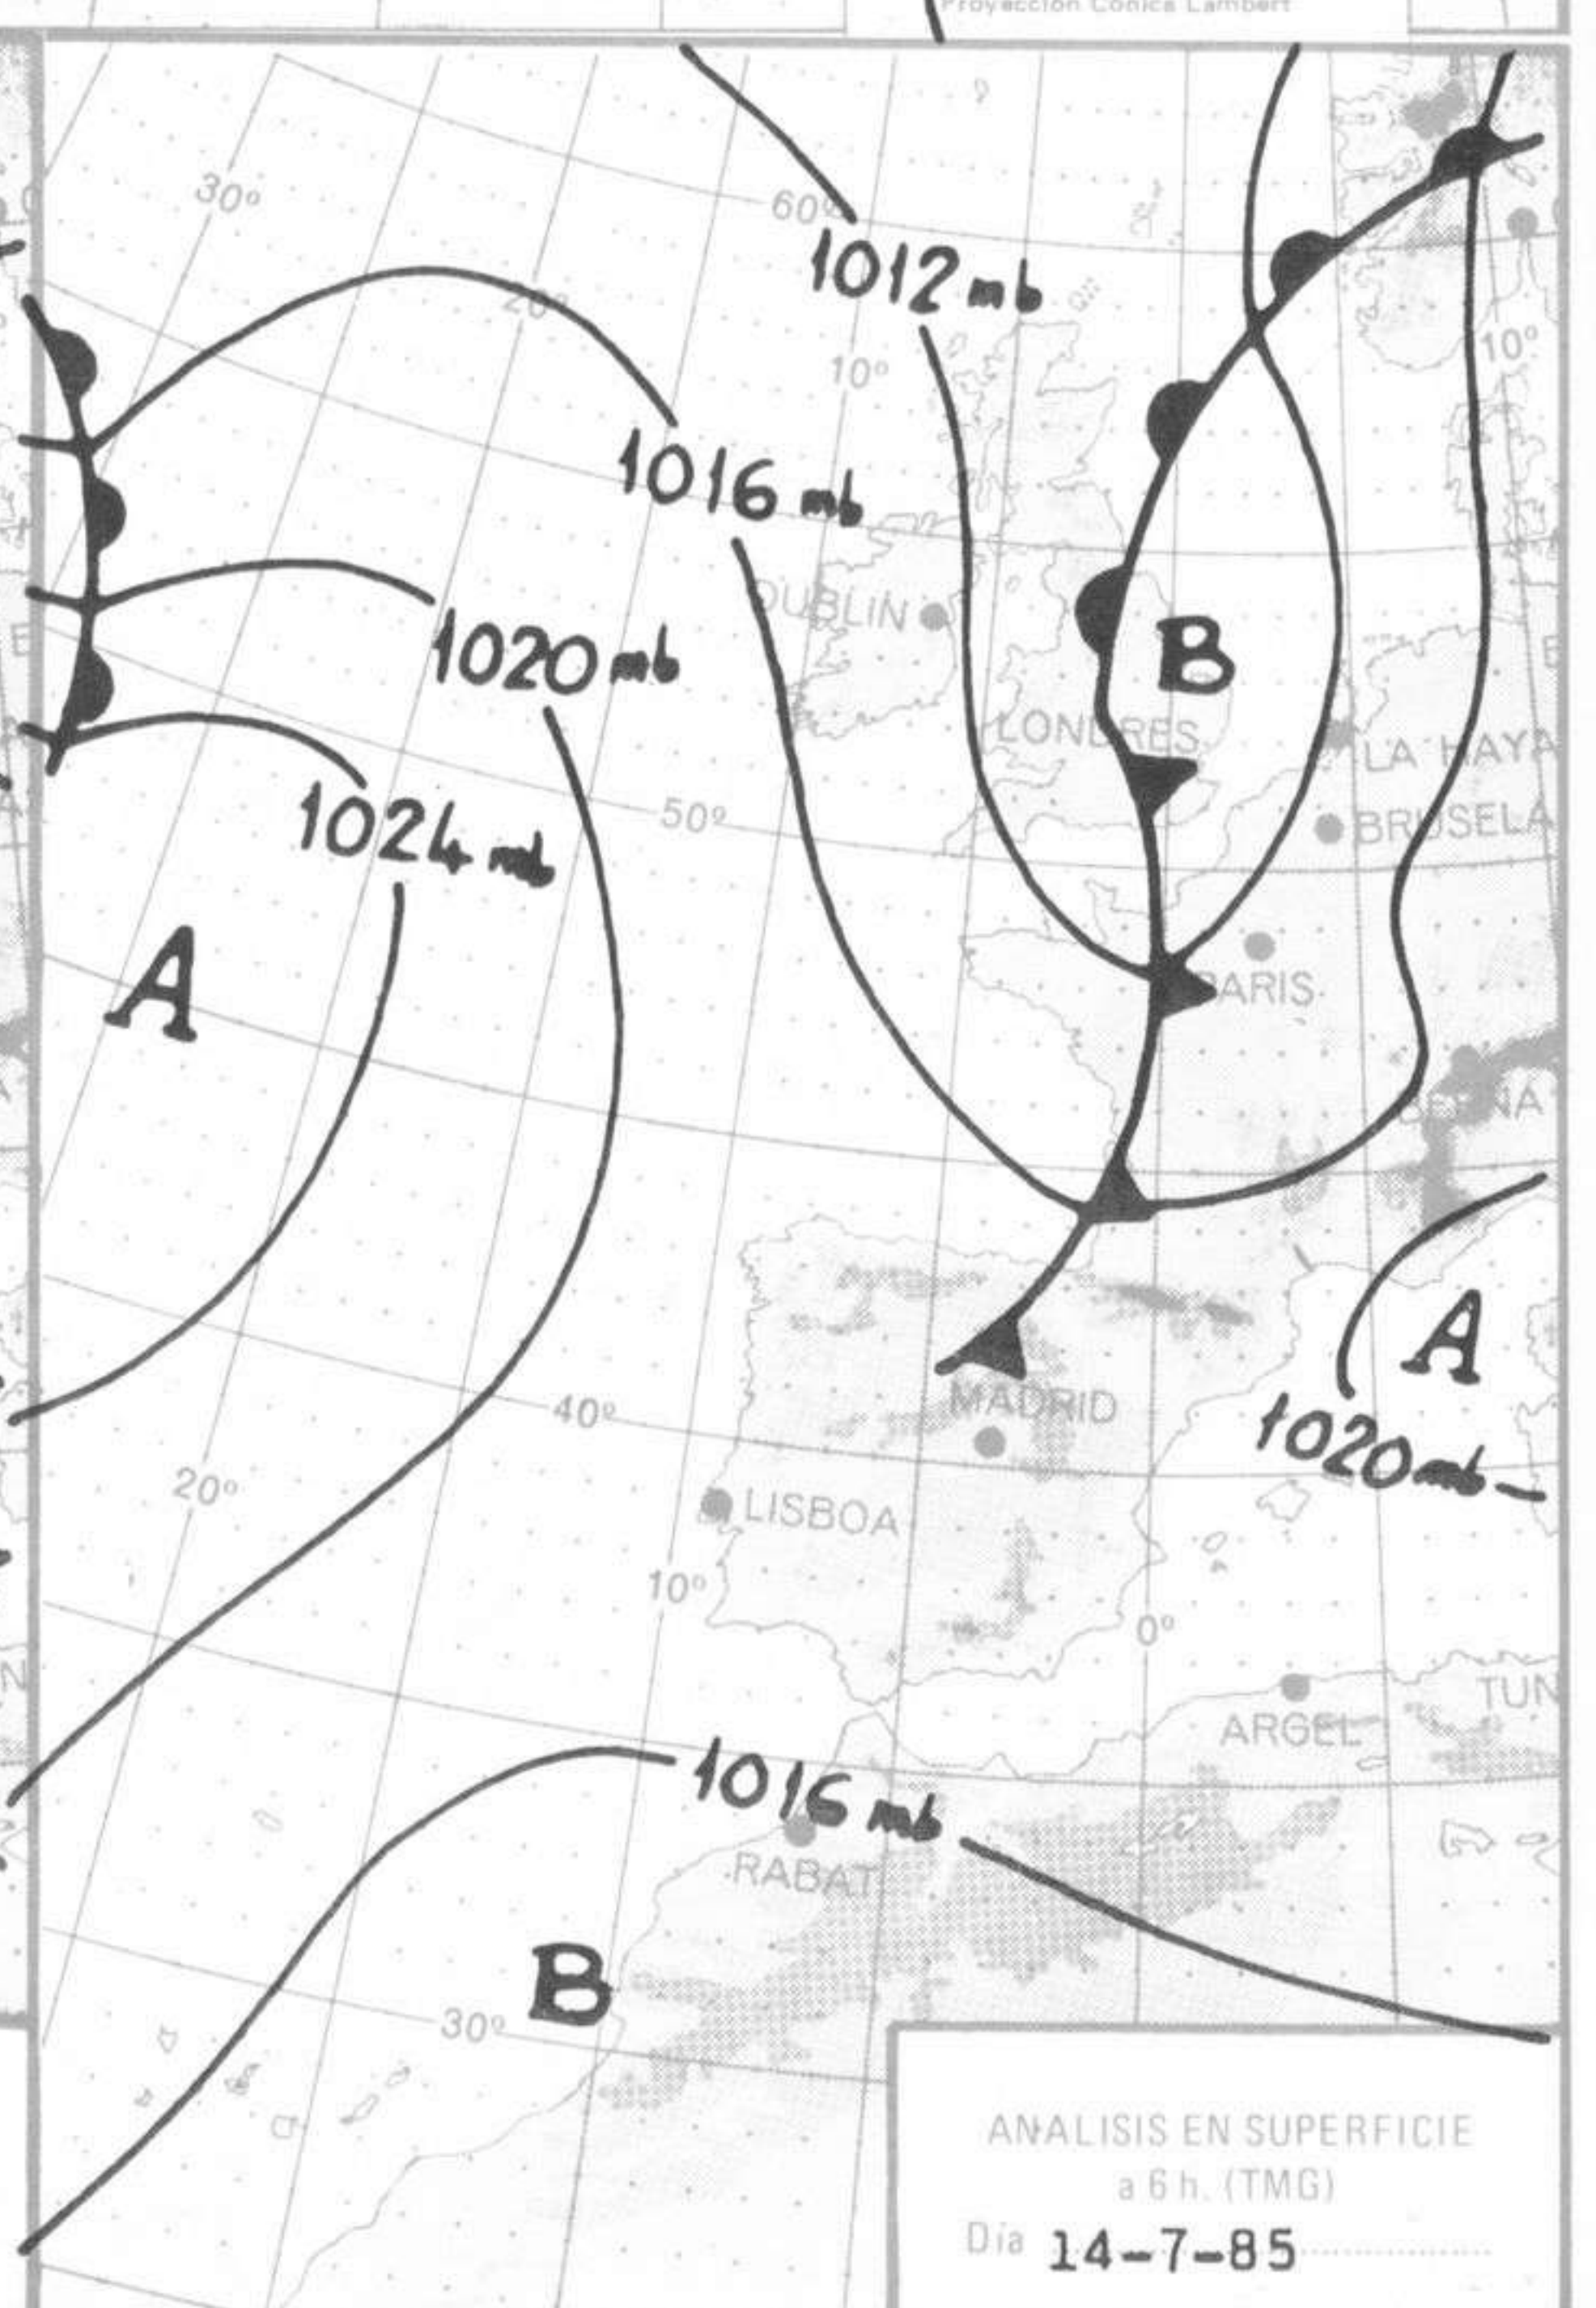 Proyección Cónica Lambert
30º
60º
1012 mb
20º
10º
10º
1016 mb
DUBLIN
1020 mb
B
LONDRES
LA HAYA
50º
1024 mb
BRUSELA
A
PARIS
BERNA
A
40º
MADRID
1020 mb
20º
LISBOA
10º
0º
TUN
ARGEL
1016 mb
RABAT
B
30º
ANALISIS EN SUPERFICIE
a 6 h. (TMG)
Día 14-7-85